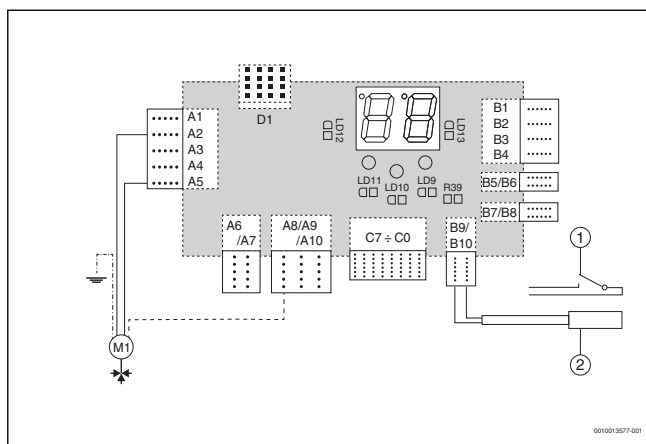 D1
A1
A2
A3
A4
A5
LD12
LD13
B1
B2
B3
B4
LD11
LD10
LD9
R39
B5/B6
B7/B8
A6
/A7
A8/A9
/A10
C7 ÷ C0
B9/
B10
1
M1
2
0010013577-001